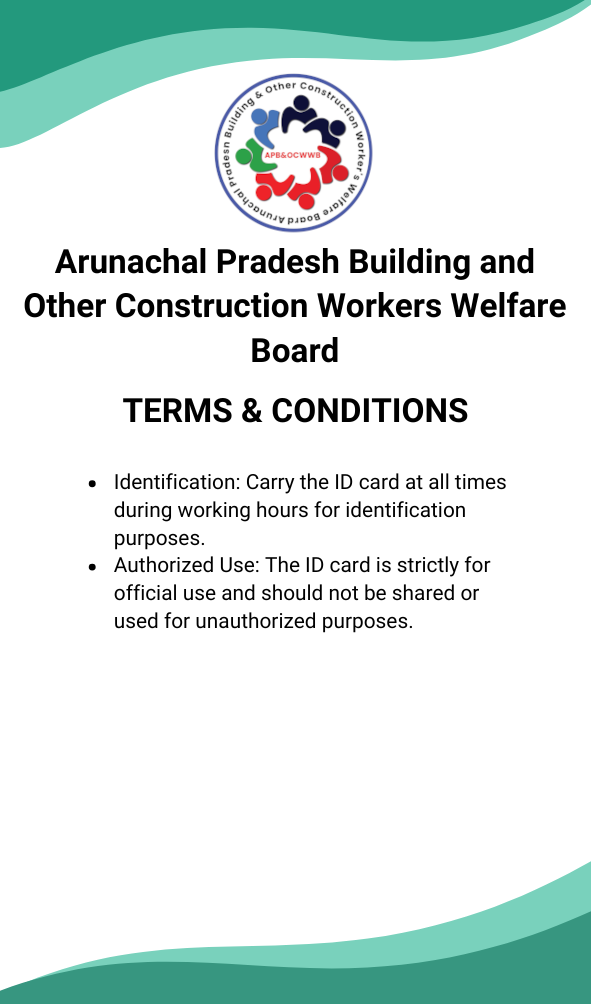 Arunachal Pradesh Building & Other Construction Worker's Welfare Board
APB&OCWWB
Arunachal Pradesh Building and
Other Construction Workers Welfare
Board
TERMS & CONDITIONS
• Identification: Carry the ID card at all times
during working hours for identification
purposes.
• Authorized Use: The ID card is strictly for
official use and should not be shared or
used for unauthorized purposes.